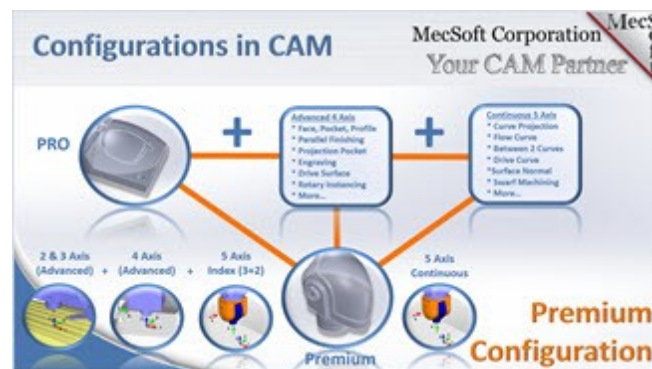 Configurations in CAM
MecSoft Corporation
Your CAM Partner
PRO
+
Advanced 4 Axis
* Face, Pocket, Profile
* Parallel Finishing
* Projection Pocket
* Engraving
* Drive Surface
* Rotary Instancing
* More...
+
Continuous 5 Axis
* Curve Projection
* Flow Curve
* Between 2 Curves
* Drive Curve
*Surface Normal
* Swarf Machining
* More...
2 & 3 Axis
(Advanced) +
4 Axis
(Advanced) +
5 Axis
Index (3+2)
5 Axis
Continuous
Premium
Premium
Configuration